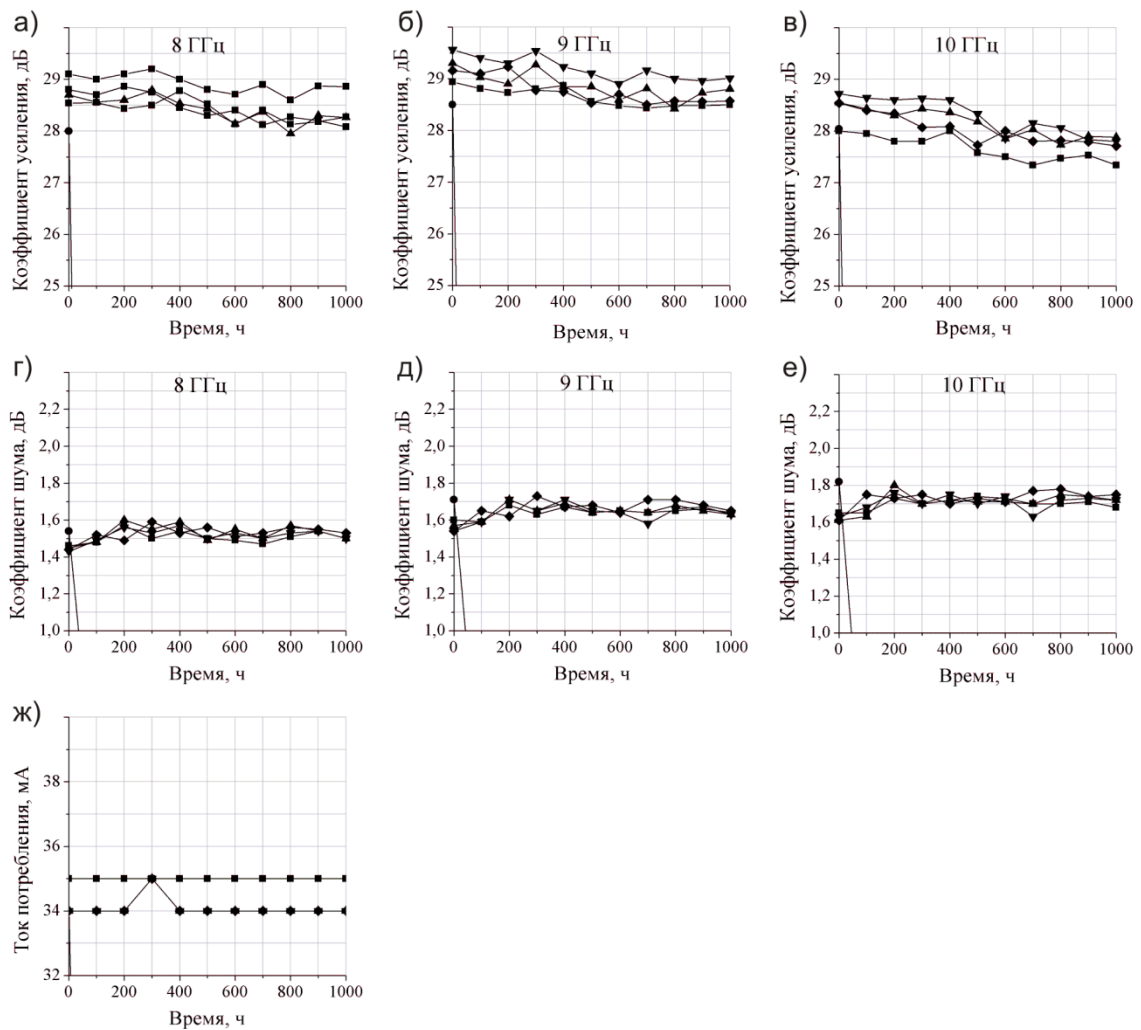 а)
8 ГГц
Коэффициент усиления, дБ
29
28
27
26
25
0 200 400 600 800 1000
Время, ч
б)
9 ГГц
Коэффициент усиления, дБ
29
28
27
26
25
0 200 400 600 800 1000
Время, ч
в)
10 ГГц
Коэффициент усиления, дБ
29
28
27
26
25
0 200 400 600 800 1000
Время, ч
г)
8 ГГц
Коэффициент шума, дБ
2,2
2,0
1,8
1,6
1,4
1,2
1,0
0 200 400 600 800 1000
Время, ч
д)
9 ГГц
Коэффициент шума, дБ
2,2
2,0
1,8
1,6
1,4
1,2
1,0
0 200 400 600 800 1000
Время, ч
е)
10 ГГц
Коэффициент шума, дБ
2,2
2,0
1,8
1,6
1,4
1,2
1,0
0 200 400 600 800 1000
Время, ч
ж)
Ток потребления, мА
38
36
34
32
0 200 400 600 800 1000
Время, ч